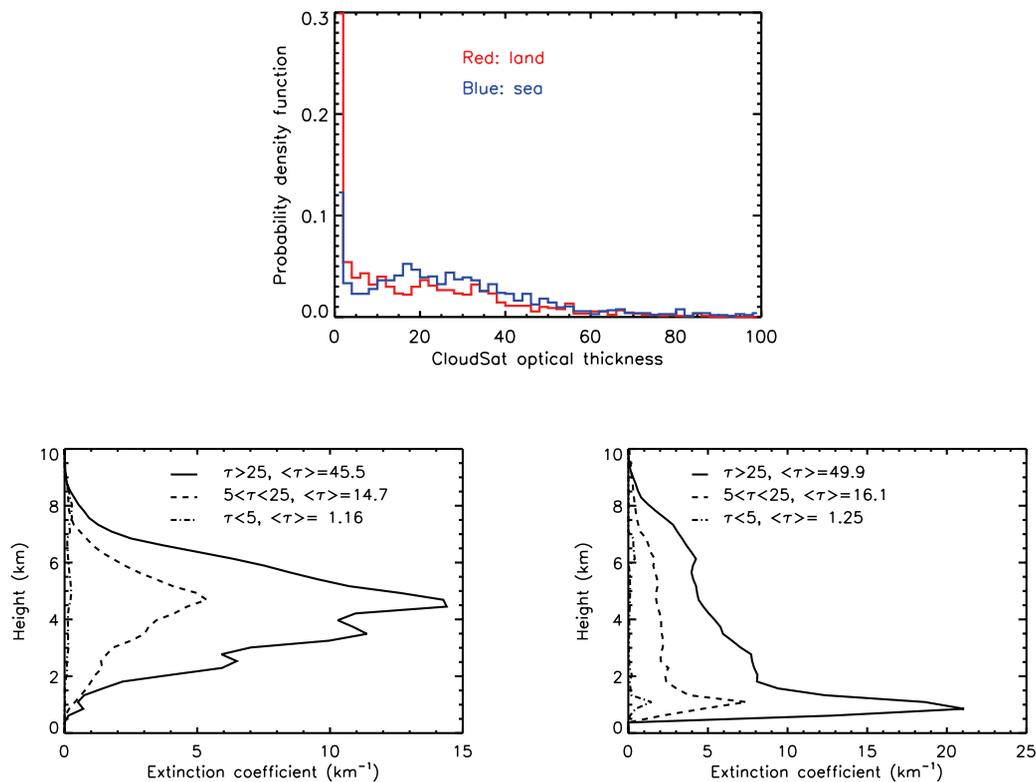 0.3
0.2
0.1
0.0
Probability density function
Red: land
Blue: sea
0 20 40 60 80 100
CloudSat optical thickness
10
8
6
4
2
0
Height (km)
τ>25, <τ>=45.5
5<τ<25, <τ>=14.7
τ<5, <τ>= 1.16
0 5 10 15
Extinction coefficient (km⁻¹)
10
8
6
4
2
0
Height (km)
τ>25, <τ>=49.9
5<τ<25, <τ>=16.1
τ<5, <τ>= 1.25
0 5 10 15 20 25
Extinction coefficient (km⁻¹)